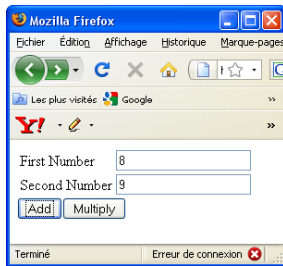 Mozilla Firefox
Fichier Édition Affichage Historique Marque-pages
Les plus visités Google »
Y! »
First Number 8
Second Number 9
Add Multiply
Terminé Erreur de connexion